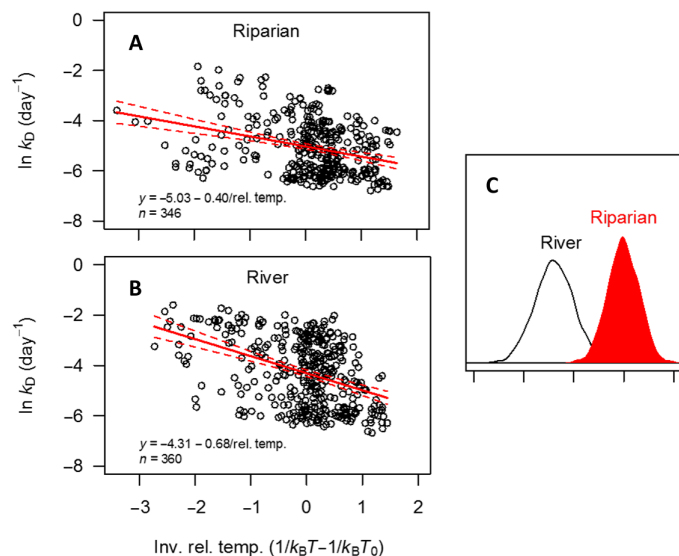 A
Riparian
0
−2
−4
−6
−8
ln kD (day−1)
y = −5.03 − 0.40/rel. temp.
n = 346
B
River
0
−2
−4
−6
−8
ln kD (day−1)
y = −4.31 − 0.68/rel. temp.
n = 360
−3 −2 −1 0 1 2
Inv. rel. temp. (1/kBT−1/kBT0)
C
Riparian
River